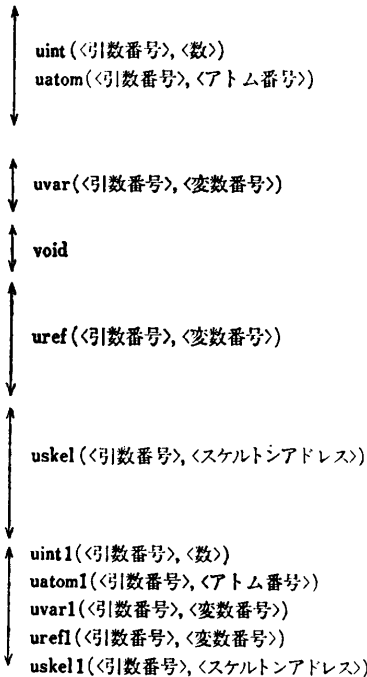 uint(<引数番号>,<数>)
uatom(<引数番号>,<アトム番号>)
uvar(<引数番号>,<変数番号>)
void
uref(<引数番号>,<変数番号>)
uskel(<引数番号>,<スケルトンアドレス>)
uint1(<引数番号>,<数>)
uatom1(<引数番号>,<アトム番号>)
uvar1(<引数番号>,<変数番号>)
uref1(<引数番号>,<変数番号>)
uskel1(<引数番号>,<スケルトンアドレス>)